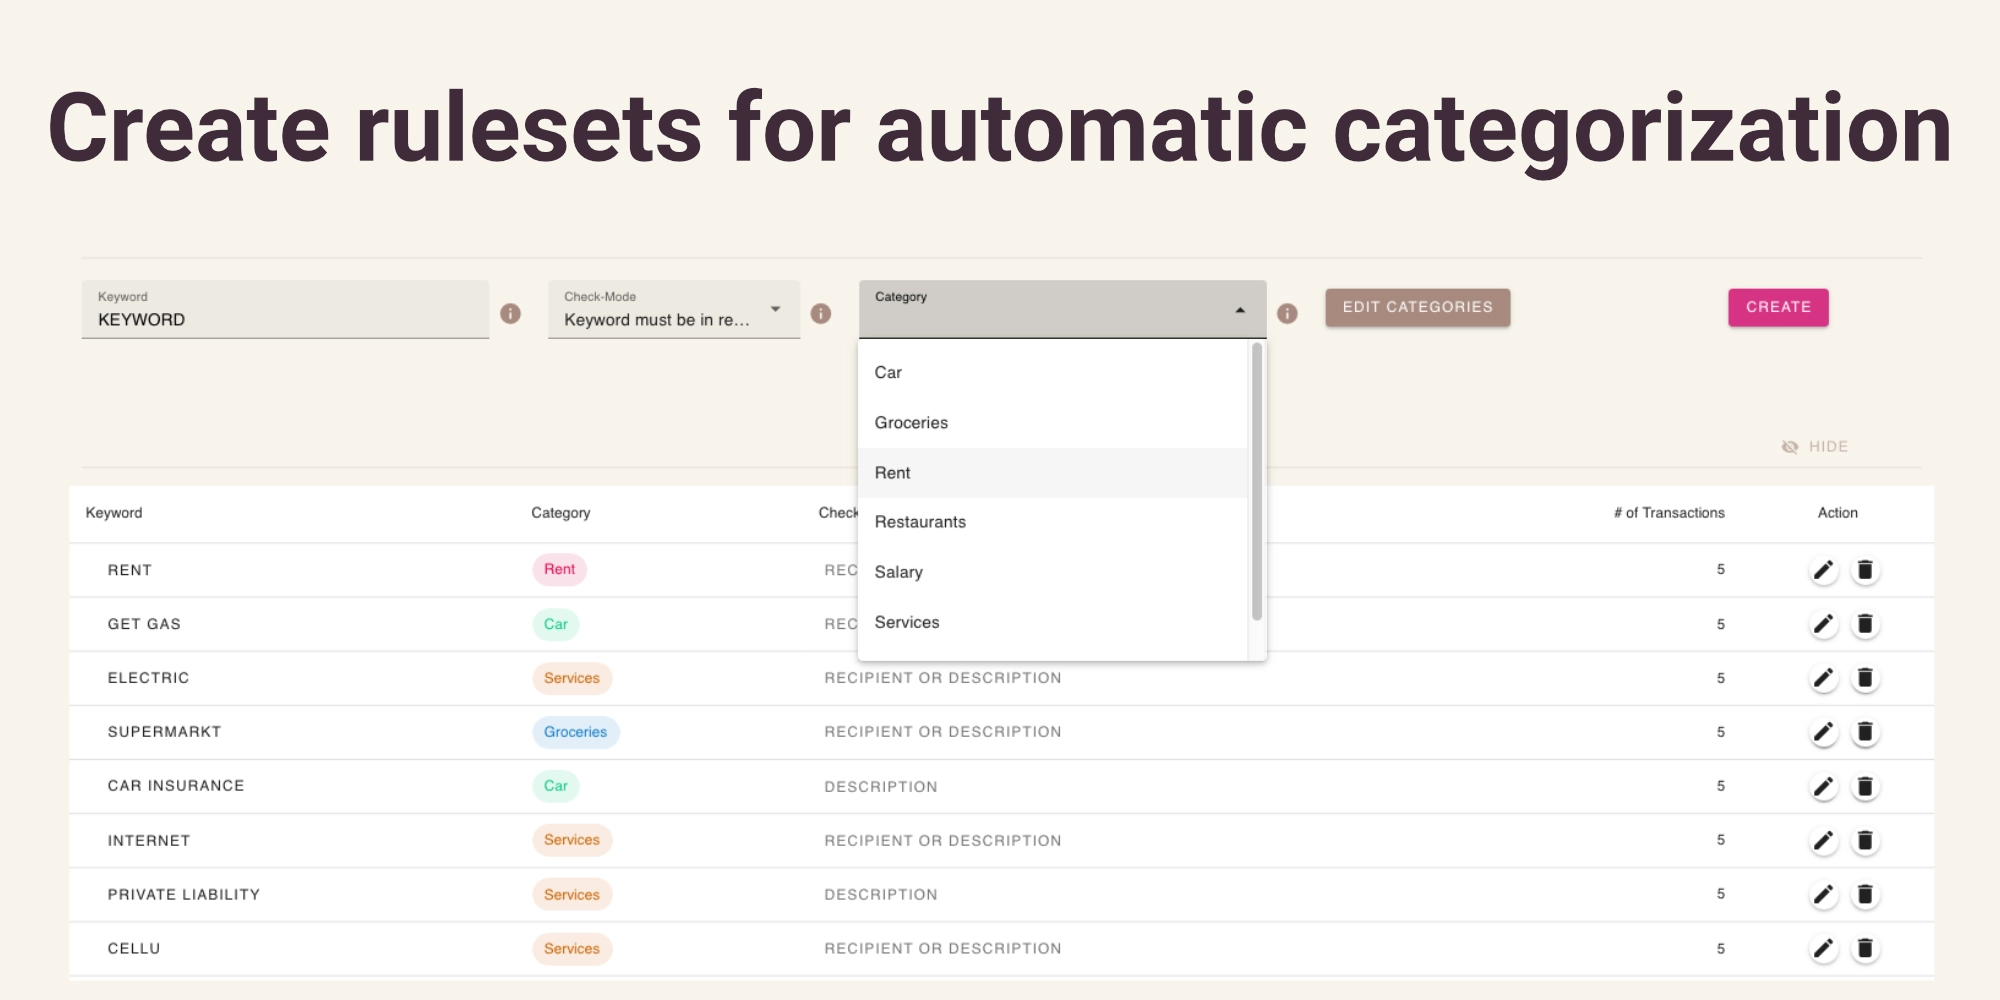 Create rulesets for automatic categorization
Keyword
KEYWORD
Check-Mode
Keyword must be in re...
Category
EDIT CATEGORIES
CREATE
Car
Groceries
Rent
Restaurants
Salary
Services
HIDE
Keyword Category Check # of Transactions Action
RENT Rent REC 5
GET GAS Car REC 5
ELECTRIC Services RECIPIENT OR DESCRIPTION 5
SUPERMARKT Groceries RECIPIENT OR DESCRIPTION 5
CAR INSURANCE Car DESCRIPTION 5
INTERNET Services RECIPIENT OR DESCRIPTION 5
PRIVATE LIABILITY Services DESCRIPTION 5
CELLU Services RECIPIENT OR DESCRIPTION 5